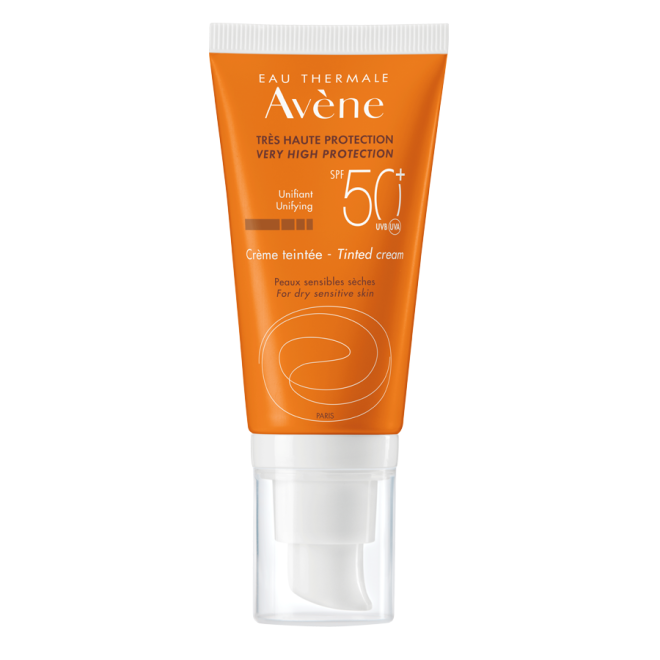 EAU THERMALE
Avène
TRÈS HAUTE PROTECTION
VERY HIGH PROTECTION
SPF 50+
UVB UVA
Unifiant
Unifying
Crème teintée - Tinted cream
Peaux sensibles sèches
For dry sensitive skin
PARIS